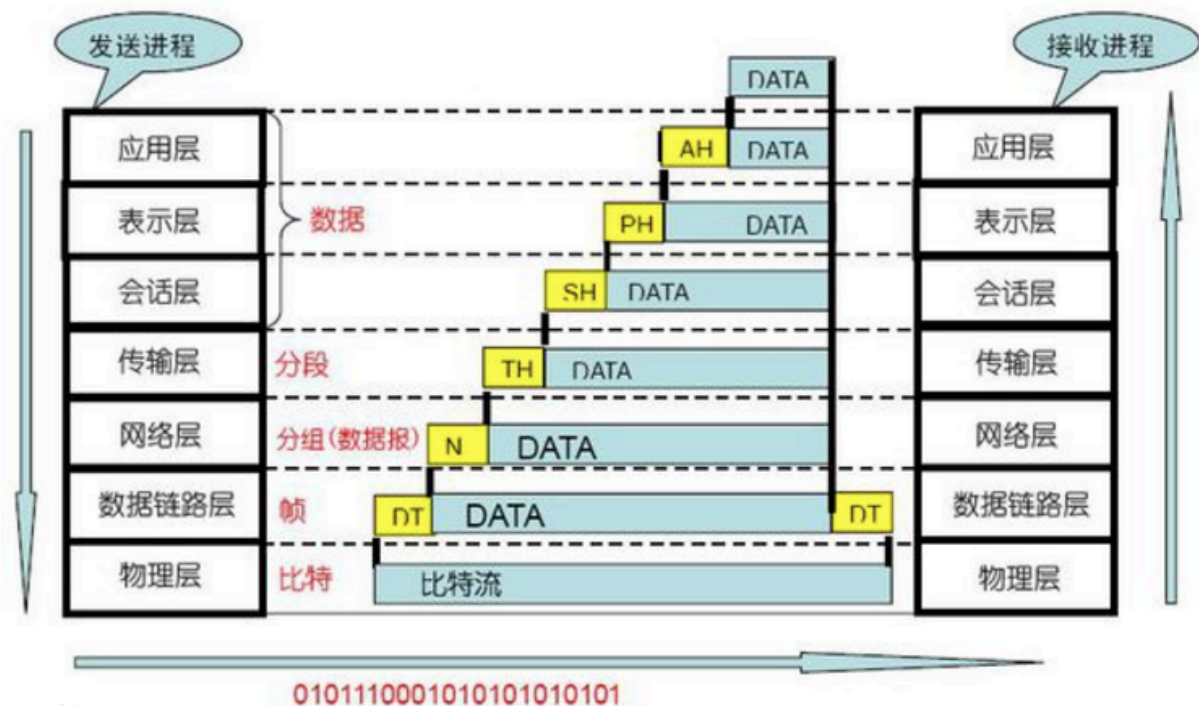 发送进程
接收进程
DATA
应用层
AH
DATA
应用层
表示层
数据
PH
DATA
表示层
会话层
SH
DATA
会话层
传输层
分段
TH
DATA
传输层
网络层
分组(数据报)
N
DATA
网络层
数据链路层
帧
DT
DATA
DT
数据链路层
物理层
比特
比特流
物理层
0101110001010101010101